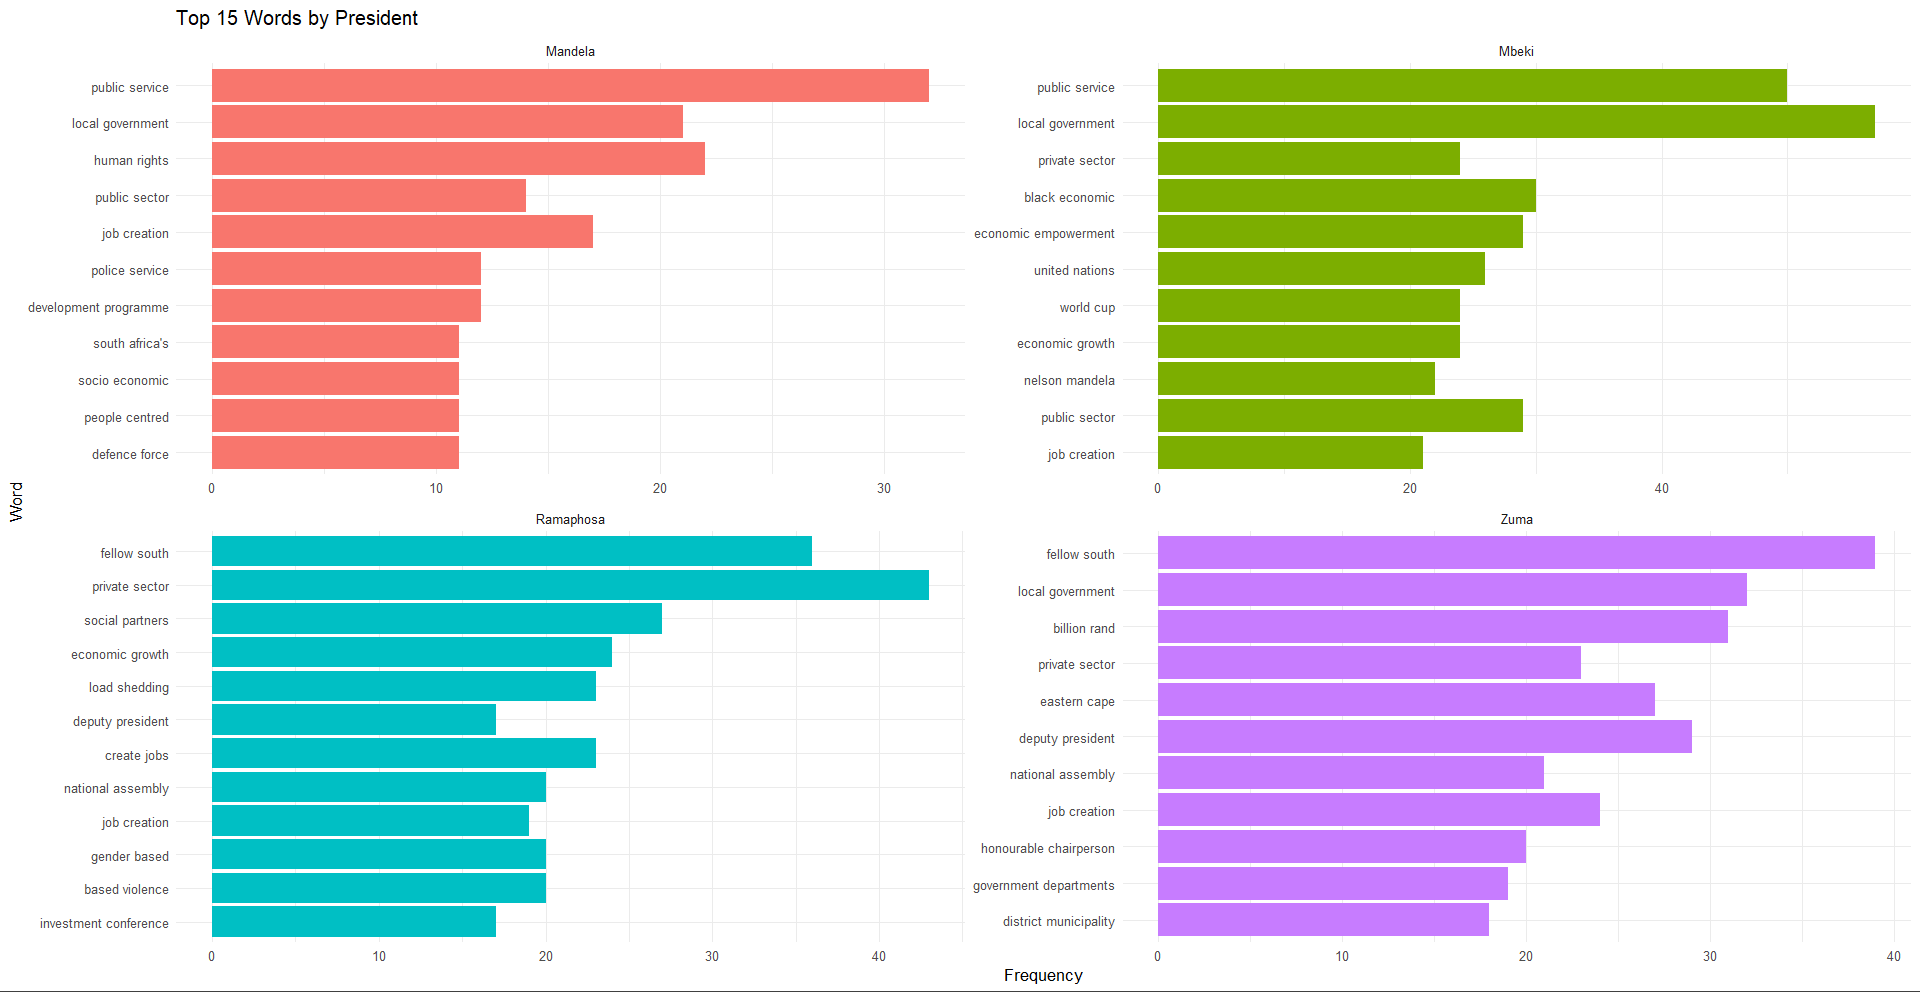 Top 15 Words by President
Mandela
public service
local government
human rights
public sector
job creation
police service
development programme
south africa's
socio economic
people centred
defence force
0 10 20 30
Mbeki
public service
local government
private sector
black economic
economic empowerment
united nations
world cup
economic growth
nelson mandela
public sector
job creation
0 20 40
Word
Ramaphosa
fellow south
private sector
social partners
economic growth
load shedding
deputy president
create jobs
national assembly
job creation
gender based
based violence
investment conference
0 10 20 30 40
Zuma
fellow south
local government
billion rand
private sector
eastern cape
deputy president
national assembly
job creation
honourable chairperson
government departments
district municipality
0 10 20 30 40
Frequency